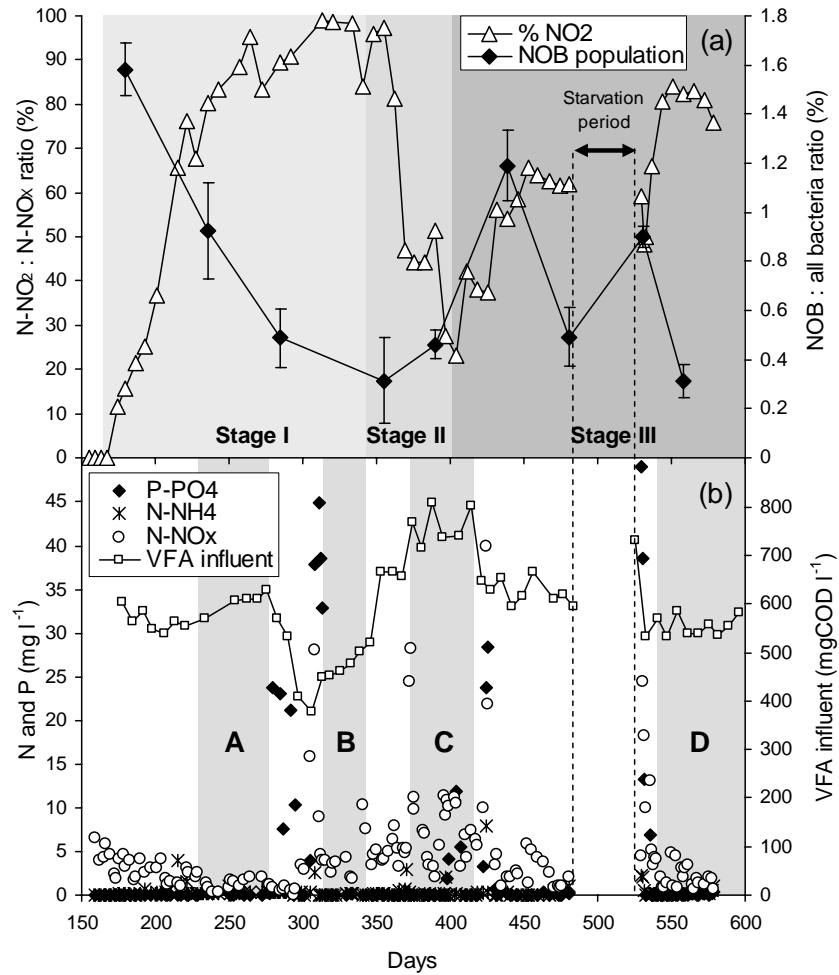 100
90
80
70
60
50
40
30
20
10
0
N-NO2 : N-NOx ratio (%)
1.8
1.6
1.4
1.2
1
0.8
0.6
0.4
0.2
0
NOB : all bacteria ratio (%)
(a)
% NO2
NOB population
Starvation
period
Stage I
Stage II
Stage III
45
40
35
30
25
20
15
10
5
0
N and P (mg l-1)
800
700
600
500
400
300
200
100
0
VFA influent (mgCOD l-1)
(b)
P-PO4
N-NH4
N-NOx
VFA influent
A
B
C
D
150
200
250
300
350
400
450
500
550
600
Days